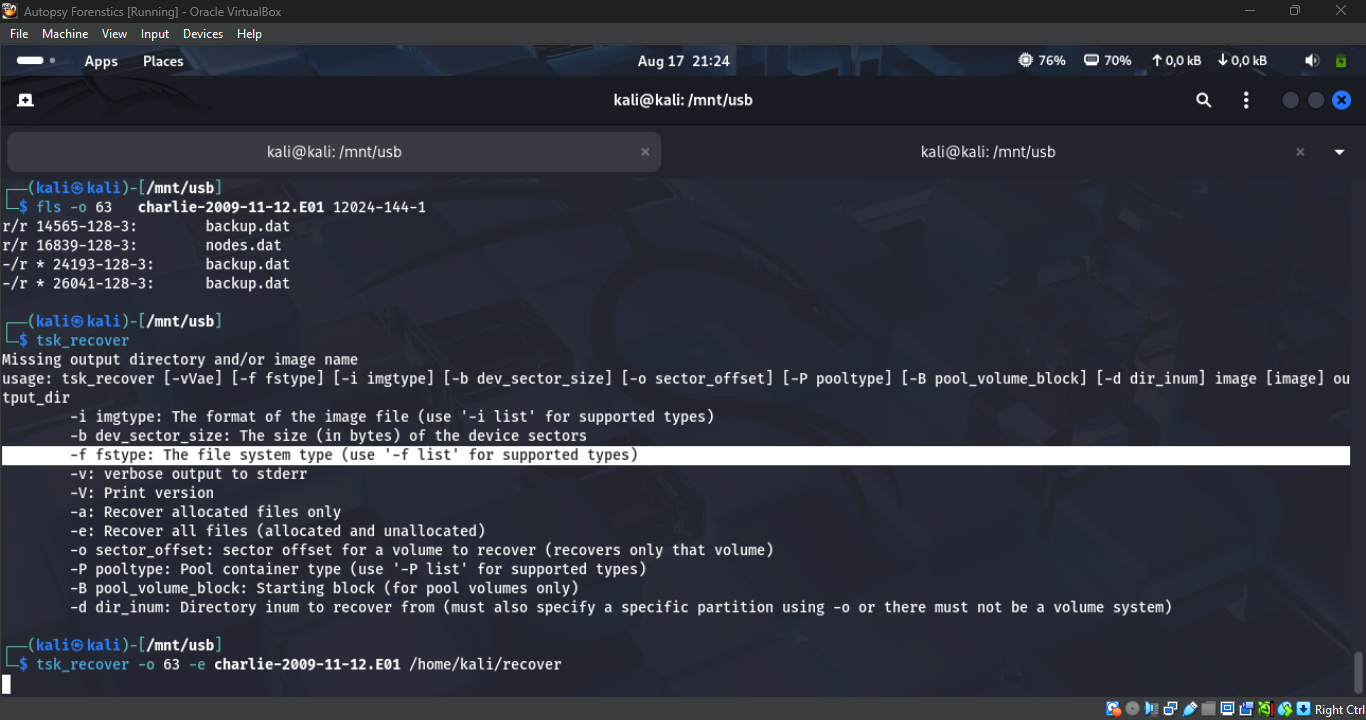 Autopsy Forenstics [Running] - Oracle VirtualBox
File Machine View Input Devices Help
Apps Places Aug 17 21:24 76% 70% ↑0,0 kB ↓0,0 kB
kali@kali: /mnt/usb
kali@kali: /mnt/usb × kali@kali: /mnt/usb ×
┌──(kali㉿kali)-[/mnt/usb]
└─$ fls -o 63   charlie-2009-11-12.E01 12024-144-1
r/r 14565-128-3:        backup.dat
r/r 16839-128-3:        nodes.dat
-/r * 24193-128-3:      backup.dat
-/r * 26041-128-3:      backup.dat
┌──(kali㉿kali)-[/mnt/usb]
└─$ tsk_recover
Missing output directory and/or image name
usage: tsk_recover [-vVae] [-f fstype] [-i imgtype] [-b dev_sector_size] [-o sector_offset] [-P pooltype] [-B pool_volume_block] [-d dir_inum] image [image] ou
tput_dir
        -i imgtype: The format of the image file (use '-i list' for supported types)
        -b dev_sector_size: The size (in bytes) of the device sectors
        -f fstype: The file system type (use '-f list' for supported types)
        -v: verbose output to stderr
        -V: Print version
        -a: Recover allocated files only
        -e: Recover all files (allocated and unallocated)
        -o sector_offset: sector offset for a volume to recover (recovers only that volume)
        -P pooltype: Pool container type (use '-P list' for supported types)
        -B pool_volume_block: Starting block (for pool volumes only)
        -d dir_inum: Directory inum to recover from (must also specify a specific partition using -o or there must not be a volume system)
┌──(kali㉿kali)-[/mnt/usb]
└─$ tsk_recover -o 63 -e charlie-2009-11-12.E01 /home/kali/recover
Right Ctrl